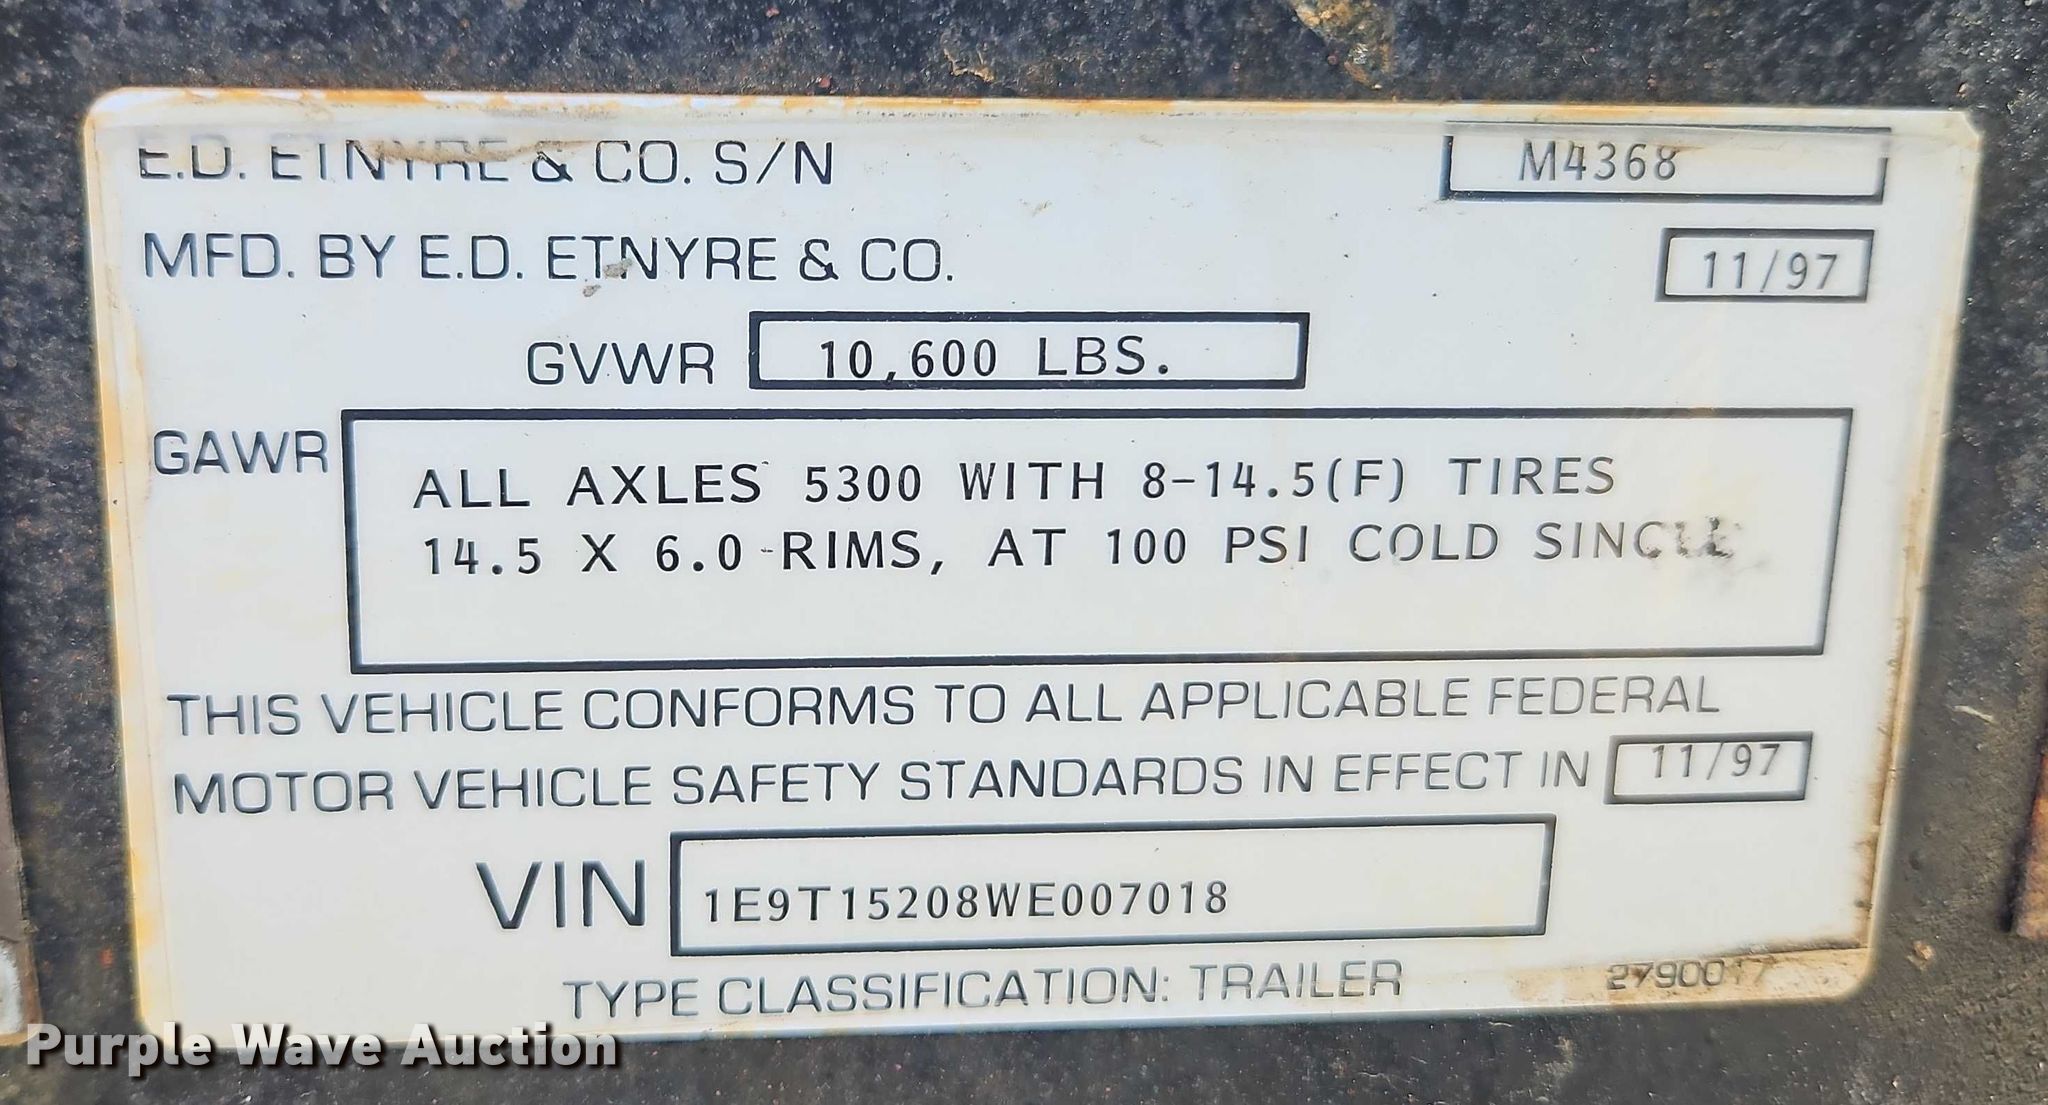 E.D. ETNYRE & CO. S/N M4368
MFD. BY E.D. ETNYRE & CO. 11/97
GVWR 10,600 LBS.
GAWR ALL AXLES 5300 WITH 8-14.5(F) TIRES
14.5 X 6.0 RIMS, AT 100 PSI COLD SINGLE
THIS VEHICLE CONFORMS TO ALL APPLICABLE FEDERAL
MOTOR VEHICLE SAFETY STANDARDS IN EFFECT IN 11/97
VIN 1E9T15208WE007018
TYPE CLASSIFICATION: TRAILER 2790017
Purple Wave Auction